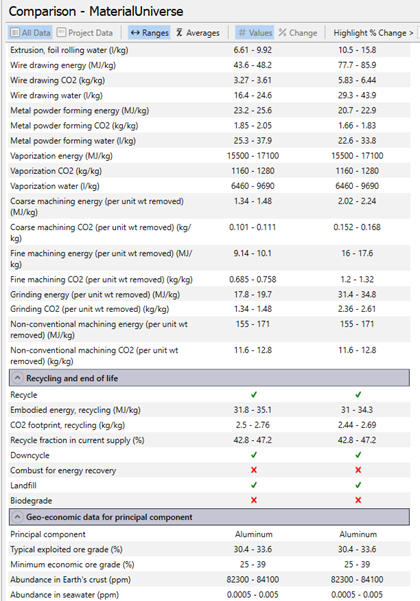 Comparison - MaterialUniverse
All Data Project Data Ranges x̄ Averages # Values % Change Highlight % Change >
Extrusion, foil rolling water (l/kg) 6.61 - 9.92 10.5 - 15.8
Wire drawing energy (MJ/kg) 43.6 - 48.2 77.7 - 85.9
Wire drawing CO2 (kg/kg) 3.27 - 3.61 5.83 - 6.44
Wire drawing water (l/kg) 16.4 - 24.6 29.3 - 43.9
Metal powder forming energy (MJ/kg) 23.2 - 25.6 20.7 - 22.9
Metal powder forming CO2 (kg/kg) 1.85 - 2.05 1.66 - 1.83
Metal powder forming water (l/kg) 25.3 - 37.9 22.6 - 33.8
Vaporization energy (MJ/kg) 15500 - 17100 15500 - 17100
Vaporization CO2 (kg/kg) 1160 - 1280 1160 - 1280
Vaporization water (l/kg) 6460 - 9690 6460 - 9690
Coarse machining energy (per unit wt removed) 1.34 - 1.48 2.02 - 2.24
(MJ/kg)
Coarse machining CO2 (per unit wt removed) (kg/ 0.101 - 0.111 0.152 - 0.168
kg)
Fine machining energy (per unit wt removed) (MJ/ 9.14 - 10.1 16 - 17.6
kg)
Fine machining CO2 (per unit wt removed) (kg/kg) 0.685 - 0.758 1.2 - 1.32
Grinding energy (per unit wt removed) (MJ/kg) 17.8 - 19.7 31.4 - 34.8
Grinding CO2 (per unit wt removed) (kg/kg) 1.34 - 1.48 2.36 - 2.61
Non-conventional machining energy (per unit wt 155 - 171 155 - 171
removed) (MJ/kg)
Non-conventional machining CO2 (per unit wt 11.6 - 12.8 11.6 - 12.8
removed) (kg/kg)
Recycling and end of life
Recycle ✓ ✓
Embodied energy, recycling (MJ/kg) 31.8 - 35.1 31 - 34.3
CO2 footprint, recycling (kg/kg) 2.5 - 2.76 2.44 - 2.69
Recycle fraction in current supply (%) 42.8 - 47.2 42.8 - 47.2
Downcycle ✓ ✓
Combust for energy recovery ✗ ✗
Landfill ✓ ✓
Biodegrade ✗ ✗
Geo-economic data for principal component
Principal component Aluminum Aluminum
Typical exploited ore grade (%) 30.4 - 33.6 30.4 - 33.6
Minimum economic ore grade (%) 25 - 39 25 - 39
Abundance in Earth's crust (ppm) 82300 - 84100 82300 - 84100
Abundance in seawater (ppm) 0.0005 - 0.005 0.0005 - 0.005